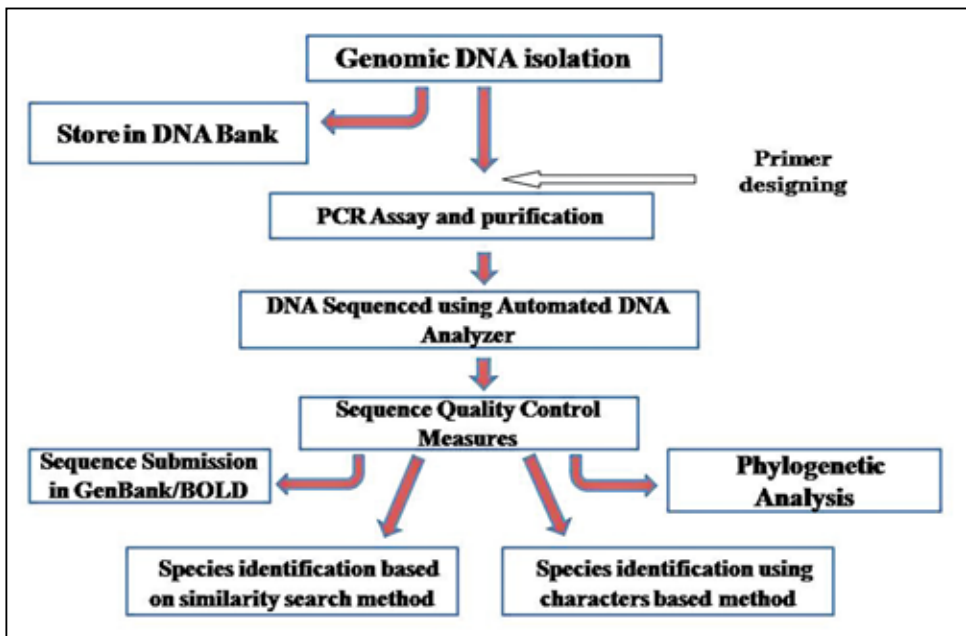 Genomic DNA isolation
Store in DNA Bank
Primer
designing
PCR Assay and purification
DNA Sequenced using Automated DNA
Analyzer
Sequence Quality Control
Measures
Sequence Submission
in GenBank/BOLD
Phylogenetic
Analysis
Species identification based
on similarity search method
Species identification using
characters based method